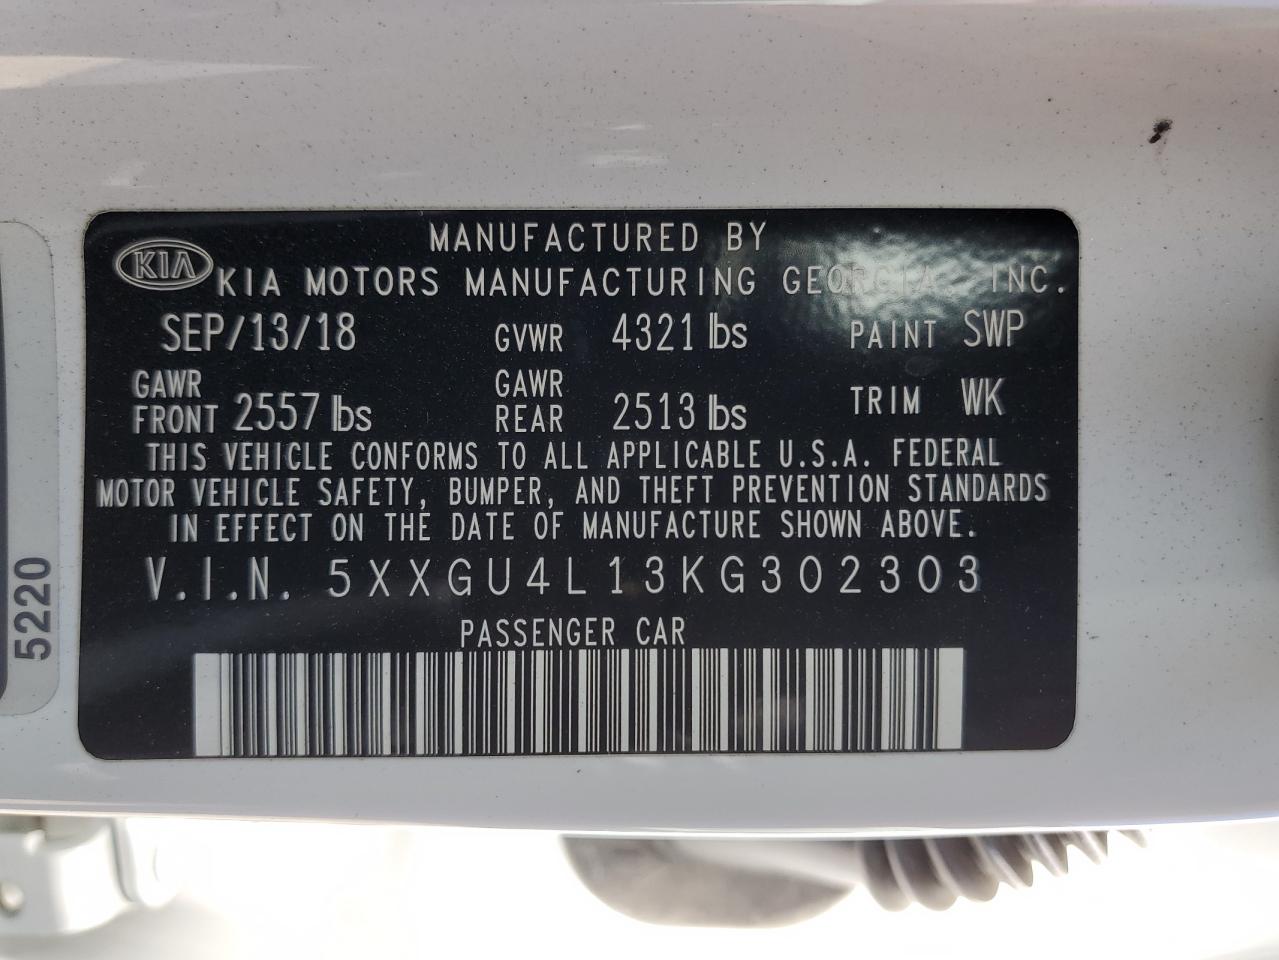 MANUFACTURED BY
KIA KIA MOTORS MANUFACTURING GEORGIA, INC.
SEP/13/18 GVWR 4321 lbs PAINT SWP
GAWR FRONT 2557 lbs GAWR REAR 2513 lbs TRIM WK
THIS VEHICLE CONFORMS TO ALL APPLICABLE U.S.A. FEDERAL
MOTOR VEHICLE SAFETY, BUMPER, AND THEFT PREVENTION STANDARDS
IN EFFECT ON THE DATE OF MANUFACTURE SHOWN ABOVE.
V.I.N. 5XXGU4L13KG302303
PASSENGER CAR
5220